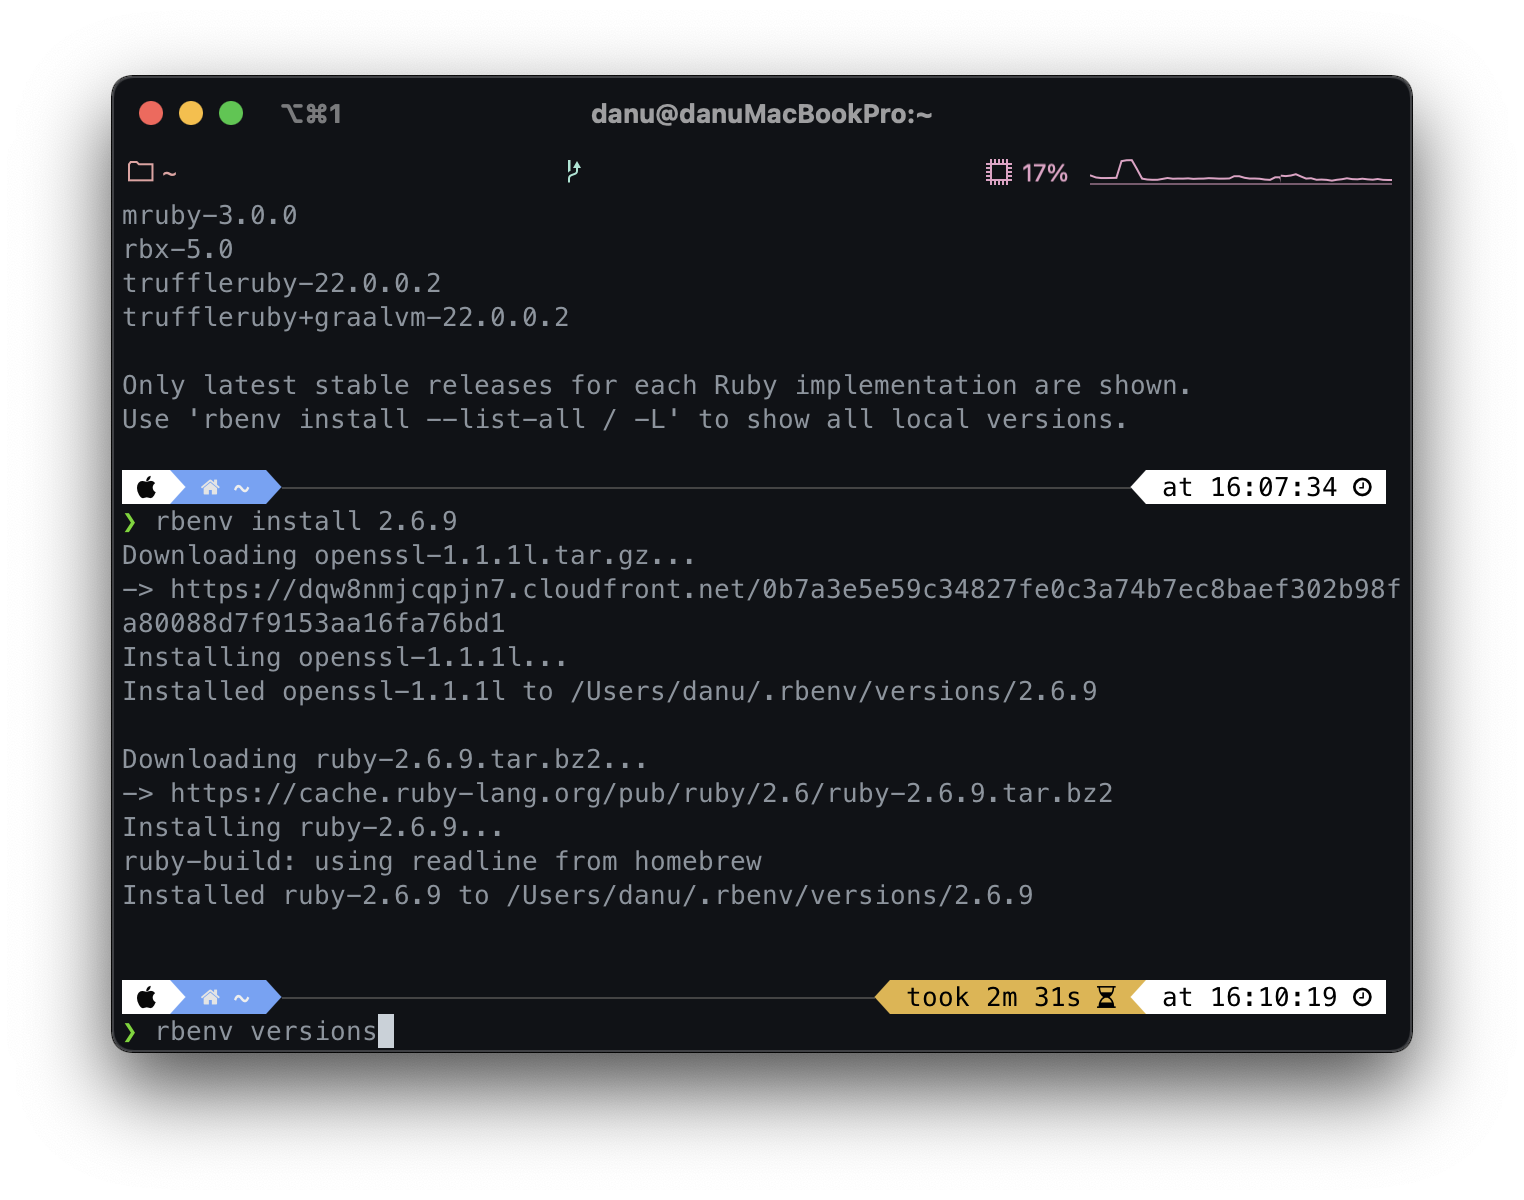 ⌥⌘1 danu@danuMacBookPro:~
~ 17%
mruby-3.0.0
rbx-5.0
truffleruby-22.0.0.2
truffleruby+graalvm-22.0.0.2
Only latest stable releases for each Ruby implementation are shown.
Use 'rbenv install --list-all / -L' to show all local versions.
~ at 16:07:34
❯ rbenv install 2.6.9
Downloading openssl-1.1.1l.tar.gz...
-> https://dqw8nmjcqpjn7.cloudfront.net/0b7a3e5e59c34827fe0c3a74b7ec8baef302b98f
a80088d7f9153aa16fa76bd1
Installing openssl-1.1.1l...
Installed openssl-1.1.1l to /Users/danu/.rbenv/versions/2.6.9
Downloading ruby-2.6.9.tar.bz2...
-> https://cache.ruby-lang.org/pub/ruby/2.6/ruby-2.6.9.tar.bz2
Installing ruby-2.6.9...
ruby-build: using readline from homebrew
Installed ruby-2.6.9 to /Users/danu/.rbenv/versions/2.6.9
~ took 2m 31s at 16:10:19
❯ rbenv versions